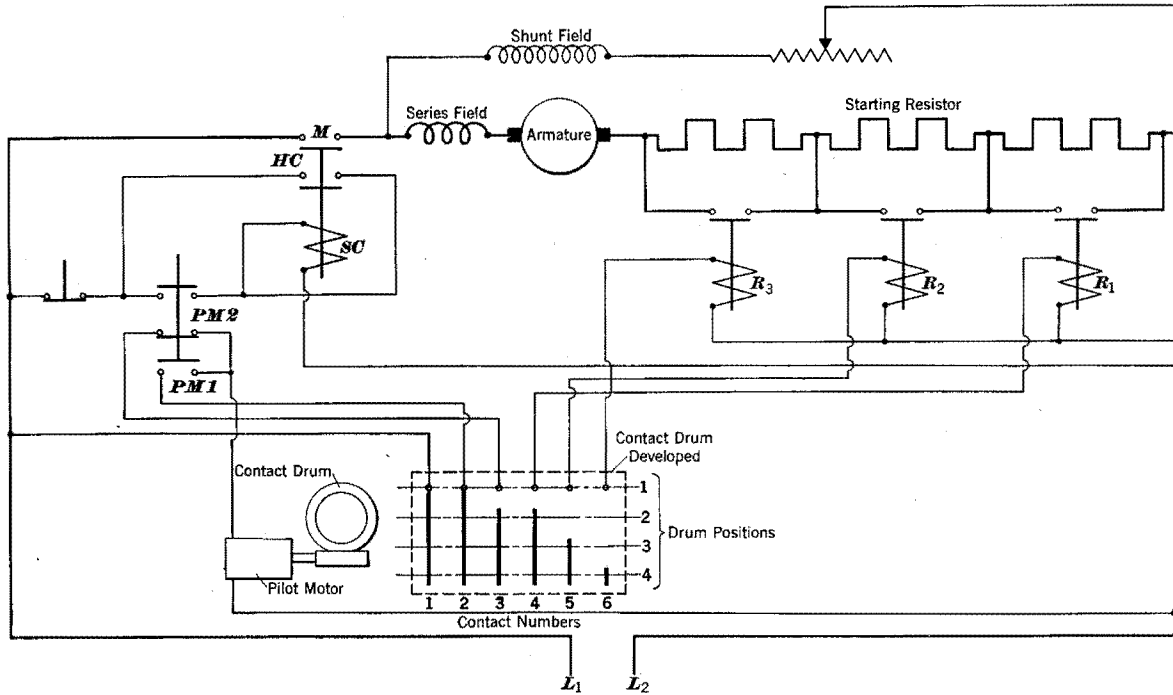 Shunt Field
Series Field
Armature
Starting Resistor
M
HC
SC
R3
R2
R1
PM2
PM1
Contact Drum
Developed
Contact Drum
1
2
3
4
Drum Positions
Pilot Motor
1 2 3 4 5 6
Contact Numbers
L1 L2